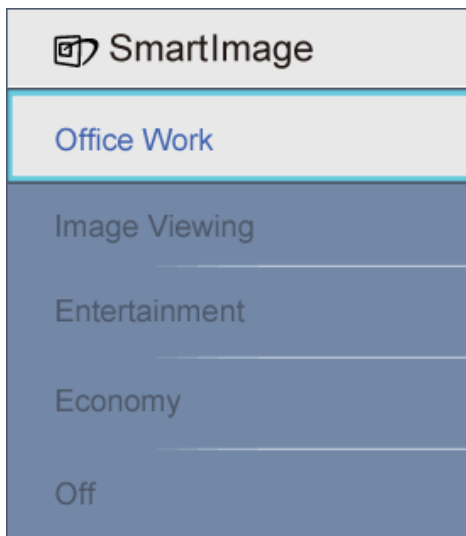 SmartImage
Office Work
Image Viewing
Entertainment
Economy
Off